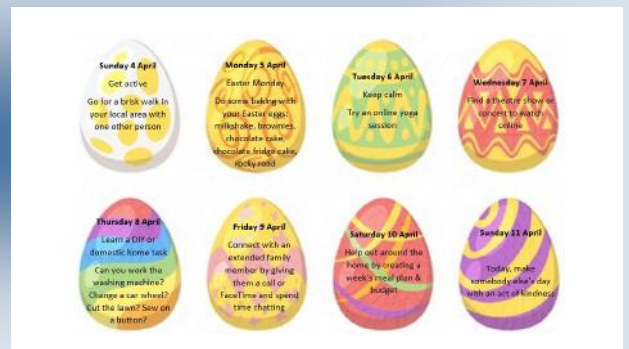 Sunday 4 April
Get active
Go for a brisk walk in
your local area with
one other person
Monday 5 April
Easter Monday
Do some baking with
your Easter eggs:
milkshake, brownies,
chocolate cake,
chocolate fridge cake,
rocky road
Tuesday 6 April
Keep calm
Try an online yoga
session
Wednesday 7 April
Find a theatre show or
concert to watch
online
Thursday 8 April
Learn a DIY or
domestic home task
Can you work the
washing machine?
Change a car wheel?
Cut the lawn? Sew on
a button?
Friday 9 April
Connect with an
extended family
member by giving
them a call or
FaceTime and spend
time chatting
Saturday 10 April
Help out around the
home by creating a
week's meal plan &
budget
Sunday 11 April
Today, make
somebody else's day
with an act of kindness